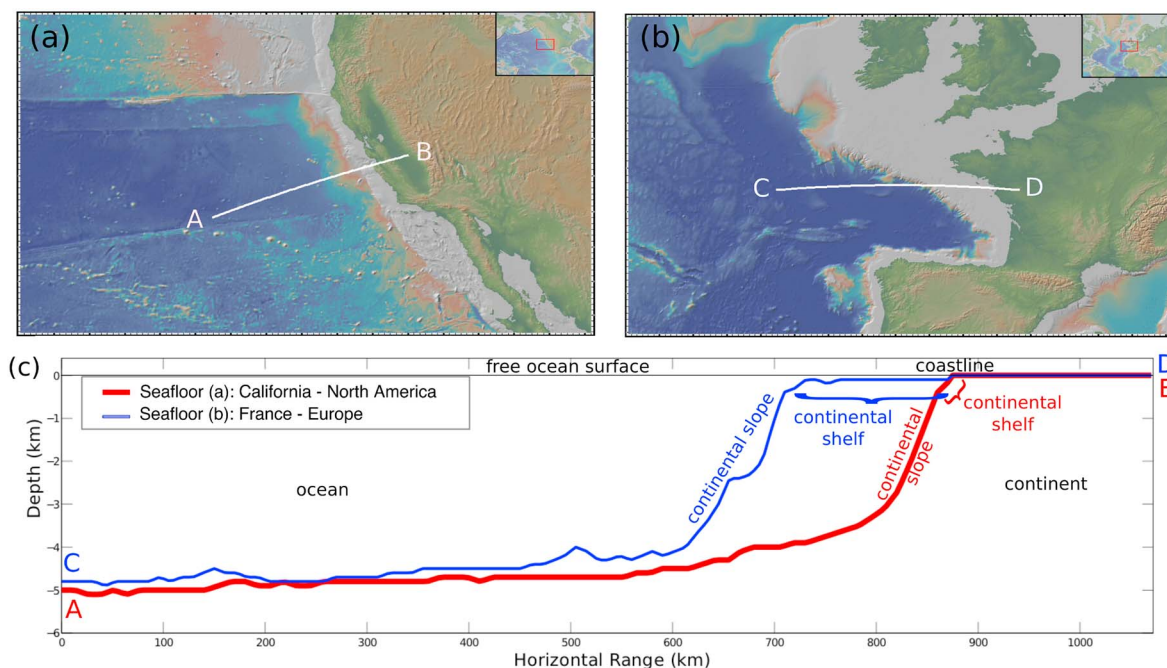 (a)
A
B
(b)
C
D
(c)
free ocean surface
coastline
D
B
Seafloor (a): California - North America
Seafloor (b): France - Europe
continental slope
continental
shelf
continental
slope
continental
shelf
ocean
continent
C
A
Depth (km)
0
−1
−2
−3
−4
−5
−6
0
100
200
300
400
500
600
700
800
900
1000
Horizontal Range (km)